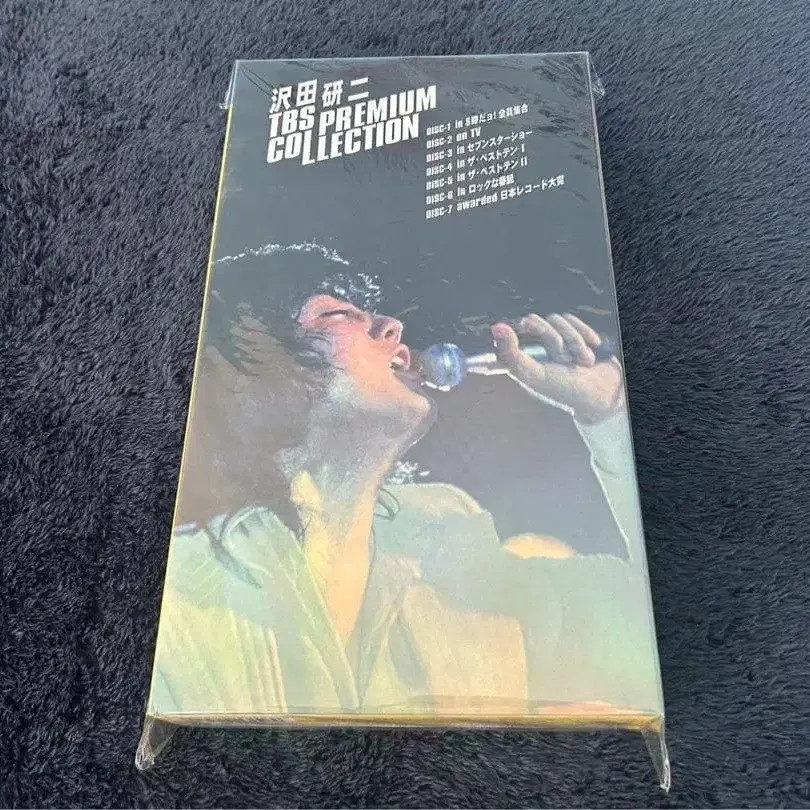 沢田研二
TBS PREMIUM
COLLECTION
DISC-1 in 8時だョ!全員集合
DISC-2 on TV
DISC-3 in セブンスターショー
DISC-4 in ザ・ベストテン I
DISC-5 in ザ・ベストテン II
DISC-6 in ロックな番組
DISC-7 awarded 日本レコード大賞